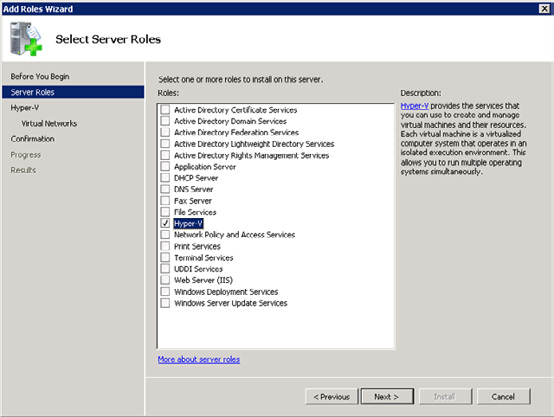 Add Roles Wizard
Select Server Roles
Before You Begin
Server Roles
Hyper-V
Virtual Networks
Confirmation
Progress
Results
Select one or more roles to install on this server.
Roles:
Active Directory Certificate Services
Active Directory Domain Services
Active Directory Federation Services
Active Directory Lightweight Directory Services
Active Directory Rights Management Services
Application Server
DHCP Server
DNS Server
Fax Server
File Services
Hyper-V
Network Policy and Access Services
Print Services
Terminal Services
UDDI Services
Web Server (IIS)
Windows Deployment Services
Windows Server Update Services
More about server roles
Description:
Hyper-V provides the services that
you can use to create and manage
virtual machines and their resources.
Each virtual machine is a virtualized
computer system that operates in an
isolated execution environment. This
allows you to run multiple operating
systems simultaneously.
< Previous
Next >
Install
Cancel